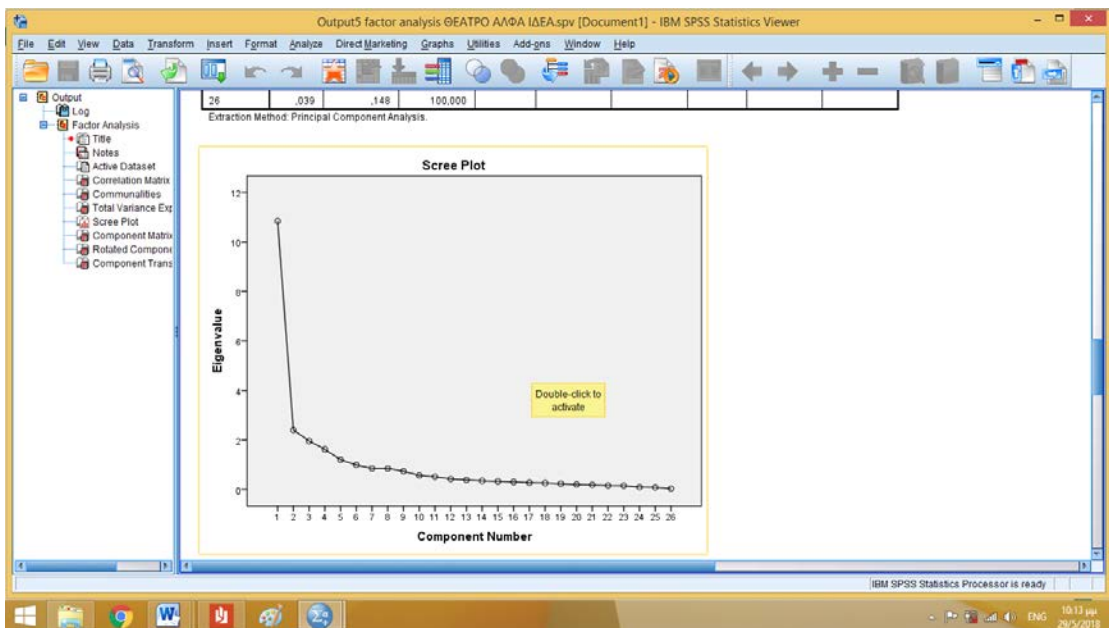 Output5 factor analysis ΘΕΑΤΡΟ ΑΛΦΑ ΙΔΕΑ.spv [Document1] - IBM SPSS Statistics Viewer
File Edit View Data Transform Insert Format Analyze Direct Marketing Graphs Utilities Add-ons Window Help
Output
Log
Factor Analysis
Title
Notes
Active Dataset
Correlation Matrix
Communalities
Total Variance Exp
Scree Plot
Component Matrix
Rotated Compone
Component Trans
26 ,039 ,148 100,000
Extraction Method: Principal Component Analysis.
Scree Plot
Eigenvalue
12
10
8
6
4
2
0
Double-click to
activate
1 2 3 4 5 6 7 8 9 10 11 12 13 14 15 16 17 18 19 20 21 22 23 24 25 26
Component Number
IBM SPSS Statistics Processor is ready
ENG
10:13 μμ
29/5/2018